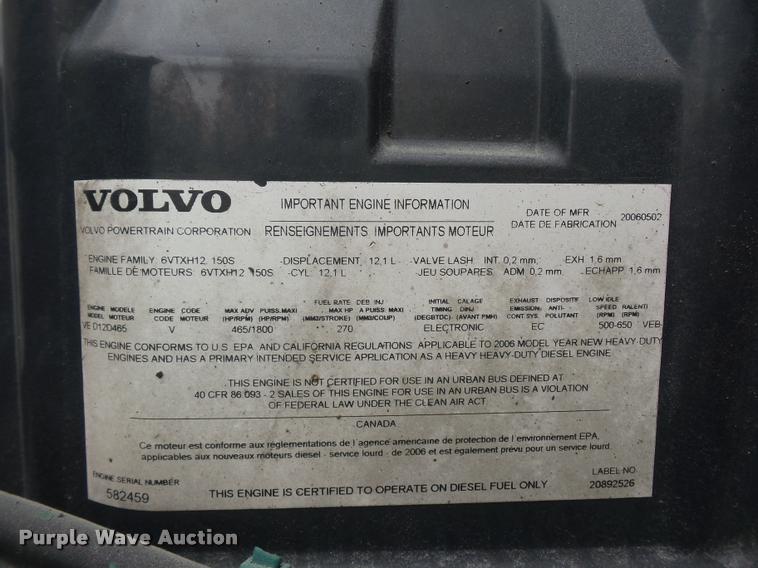 VOLVO
VOLVO POWERTRAIN CORPORATION
IMPORTANT ENGINE INFORMATION
RENSEIGNEMENTS IMPORTANTS MOTEUR
DATE OF MFR 20060502
DATE DE FABRICATION
ENGINE FAMILY 6VTXH12. 150S DISPLACEMENT 12,1 L VALVE LASH INT. 0,2 mm; EXH 1,6 mm
FAMILLE DE MOTEURS 6VTXH12. 150S CYL. 12,1 L JEU SOUPAPES ADM 0,2 mm; ECHAPP 1,6 mm
ENGINE MODELE ENGINE CODE MAX ADV PUISS.MAXI FUEL RATE DEB INJ INITIAL CALAGE EXHAUST DISPOSITIF LOW IDLE
MODEL MOTEUR CODE MOTEUR (HP/RPM) (HP/RPM) MAX HP A PUISS MAXI TIMING DINJ EMISSION ANTI- SPEED RALENTI
(MM3/STROKE) (MM3/COUP) (DEGBTDC) (AVANT PMH) CONT SYS. POLLUTANT (RPM) (RPM)
VE D12D465 V 465/1800 270 ELECTRONIC EC 500-650 VEB
THIS ENGINE CONFORMS TO U.S. EPA AND CALIFORNIA REGULATIONS APPLICABLE TO 2006 MODEL YEAR NEW HEAVY-DUTY
ENGINES AND HAS A PRIMARY INTENDED SERVICE APPLICATION AS A HEAVY HEAVY-DUTY DIESEL ENGINE.
THIS ENGINE IS NOT CERTIFIED FOR USE IN AN URBAN BUS DEFINED AT
40 CFR 86.093 - 2 SALES OF THIS ENGINE FOR USE IN AN URBAN BUS IS A VIOLATION
OF FEDERAL LAW UNDER THE CLEAN AIR ACT.
CANADA
Ce moteur est conforme aux réglementations de l agence americaine de protection de l environnement EPA,
applicables aux nouveaux moteurs diesel - service lourd - de 2006 et est également prévu pour un service lourd.
ENGINE SERIAL NUMBER
582459
THIS ENGINE IS CERTIFIED TO OPERATE ON DIESEL FUEL ONLY
LABEL NO
20892526
Purple Wave Auction